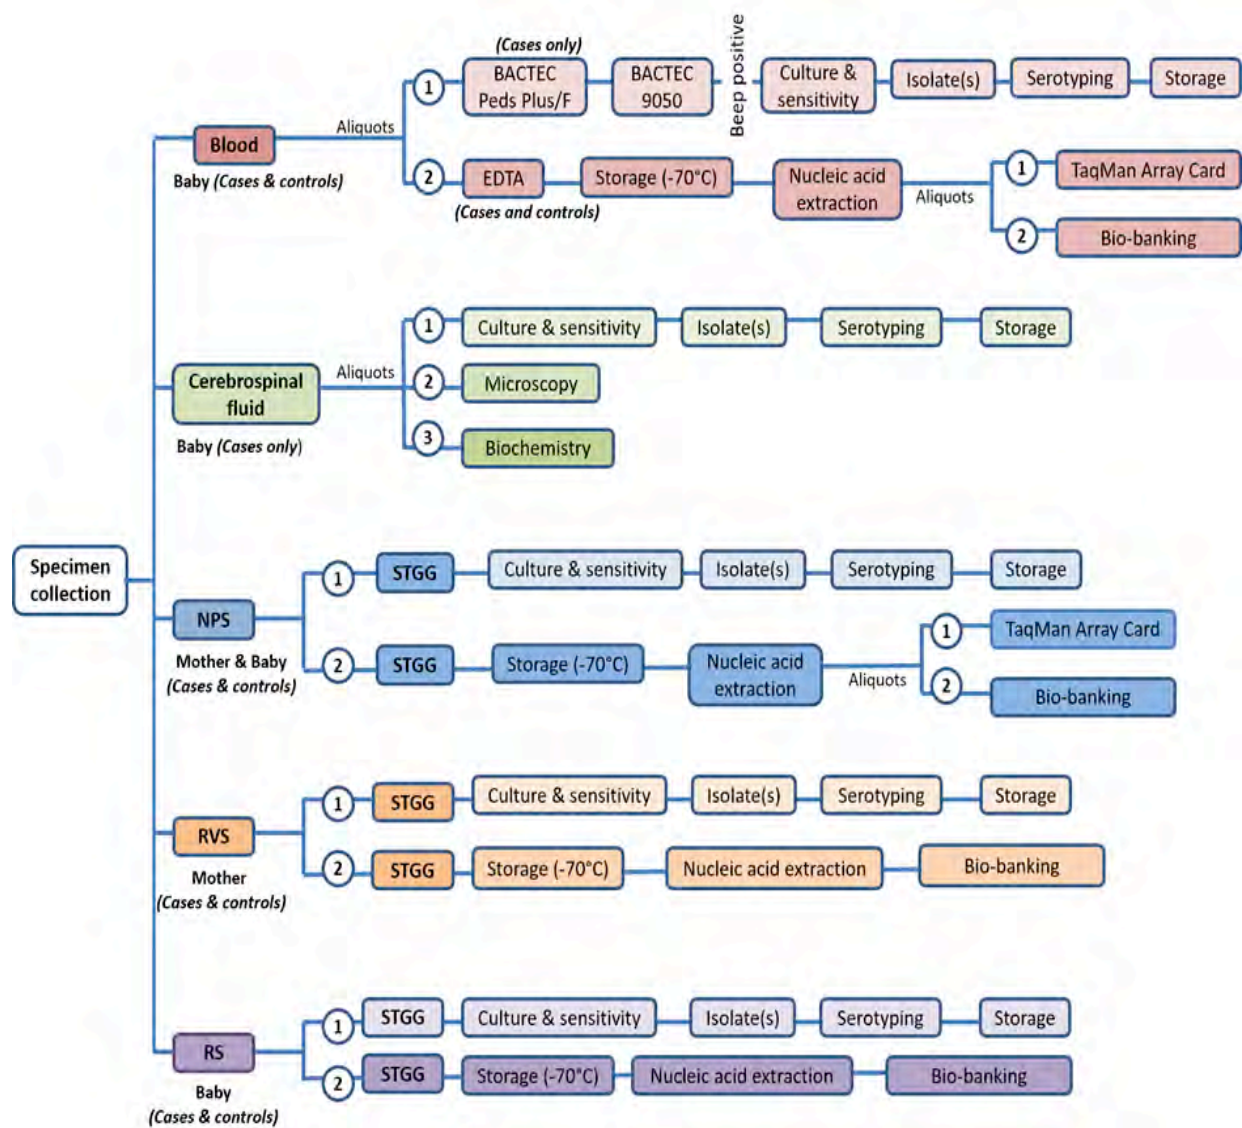 Specimen
collection
Blood
Baby (Cases & controls)
Aliquots
1
(Cases only)
BACTEC
Peds Plus/F
BACTEC
9050
Beep positive
Culture &
sensitivity
Isolate(s)
Serotyping
Storage
2
EDTA
(Cases and controls)
Storage (-70°C)
Nucleic acid
extraction
Aliquots
1
TaqMan Array Card
2
Bio-banking
Cerebrospinal
fluid
Baby (Cases only)
Aliquots
1
Culture & sensitivity
Isolate(s)
Serotyping
Storage
2
Microscopy
3
Biochemistry
NPS
Mother & Baby
(Cases & controls)
1
STGG
Culture & sensitivity
Isolate(s)
Serotyping
Storage
2
STGG
Storage (-70°C)
Nucleic acid
extraction
Aliquots
1
TaqMan Array Card
2
Bio-banking
RVS
Mother
(Cases & controls)
1
STGG
Culture & sensitivity
Isolate(s)
Serotyping
Storage
2
STGG
Storage (-70°C)
Nucleic acid extraction
Bio-banking
RS
Baby
(Cases & controls)
1
STGG
Culture & sensitivity
Isolate(s)
Serotyping
Storage
2
STGG
Storage (-70°C)
Nucleic acid extraction
Bio-banking